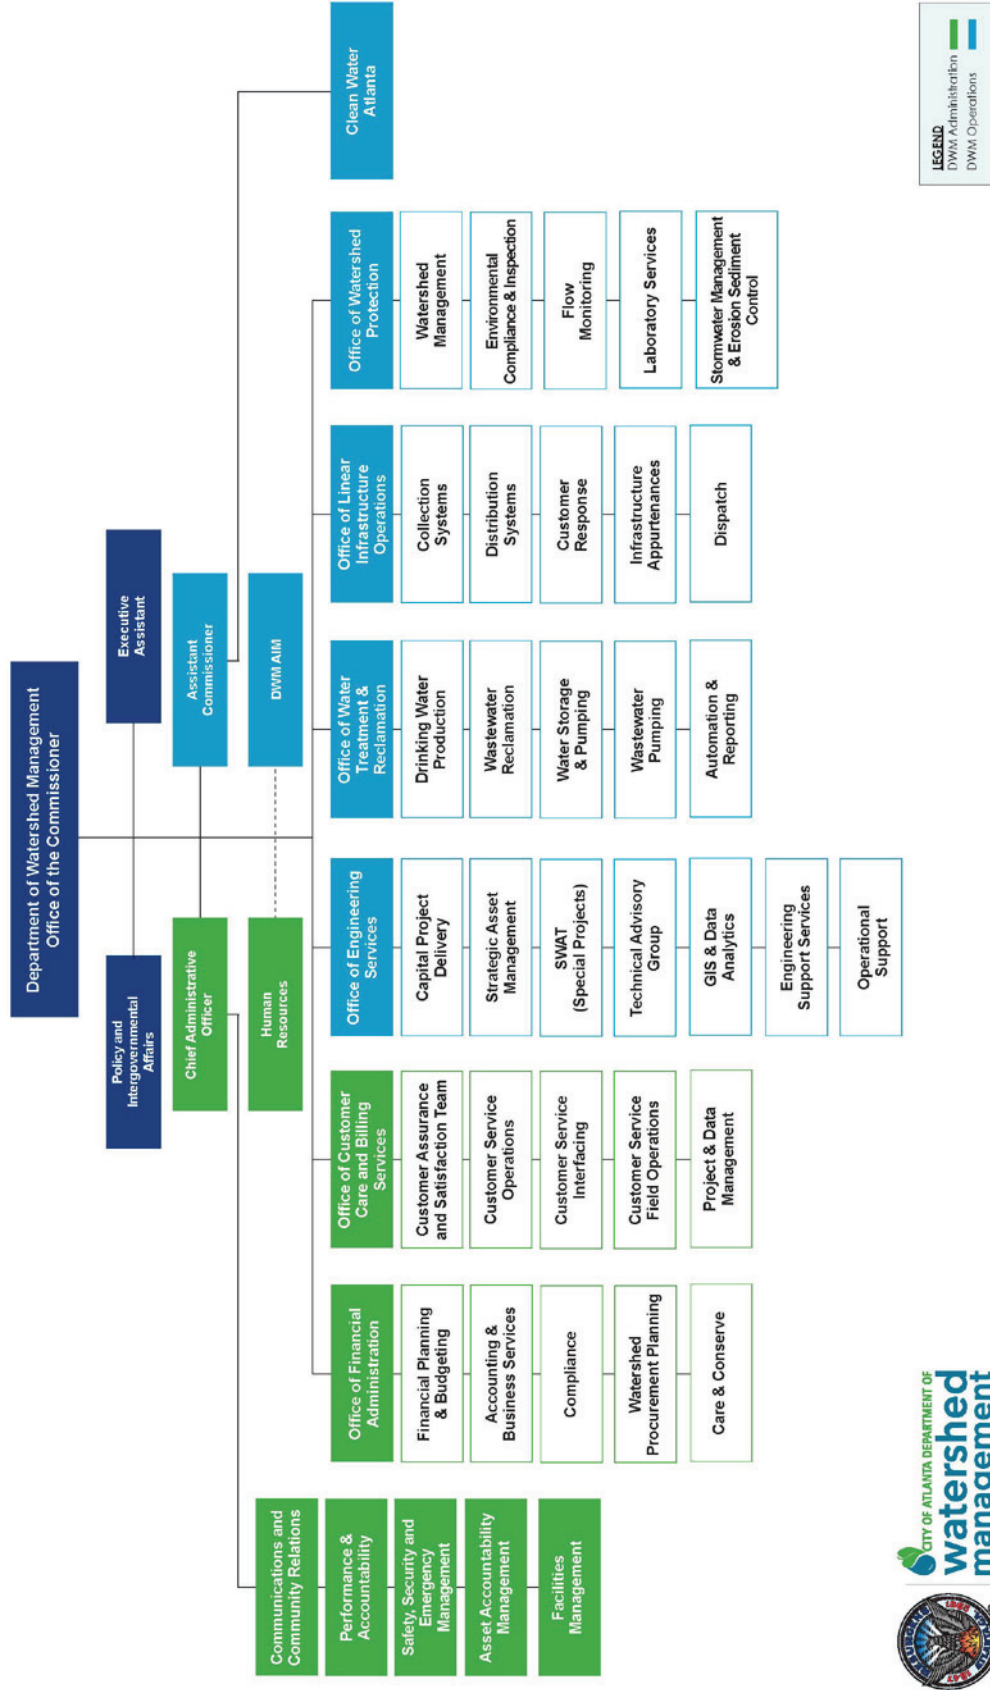 Department of Watershed Management
Office of the Commissioner
Policy and
Intergovernmental
Affairs
Executive
Assistant
Chief Administrative
Officer
Assistant
Commissioner
Human
Resources
DWM AIM
Communications and
Community Relations
Performance &
Accountability
Safety, Security and
Emergency
Management
Asset Accountability
Management
Facilities
Management
Office of Financial
Administration
Financial Planning
& Budgeting
Accounting &
Business Services
Compliance
Watershed
Procurement Planning
Care & Conserve
Office of Customer
Care and Billing
Services
Customer Assurance
and Satisfaction Team
Customer Service
Operations
Customer Service
Interfacing
Customer Service
Field Operations
Project & Data
Management
Office of Engineering
Services
Capital Project
Delivery
Strategic Asset
Management
SWAT
(Special Projects)
Technical Advisory
Group
GIS & Data
Analytics
Engineering
Support Services
Operational
Support
Office of Water
Treatment &
Reclamation
Drinking Water
Production
Wastewater
Reclamation
Water Storage
& Pumping
Wastewater
Pumping
Automation &
Reporting
Office of Linear
Infrastructure
Operations
Collection
Systems
Distribution
Systems
Customer
Response
Infrastructure
Appurtenances
Dispatch
Office of Watershed
Protection
Watershed
Management
Environmental
Compliance & Inspection
Flow
Monitoring
Laboratory Services
Stormwater Management
& Erosion Sediment
Control
Clean Water
Atlanta
CITY OF ATLANTA DEPARTMENT OF
watershed
management
LEGEND
DWM Administration
DWM Operations